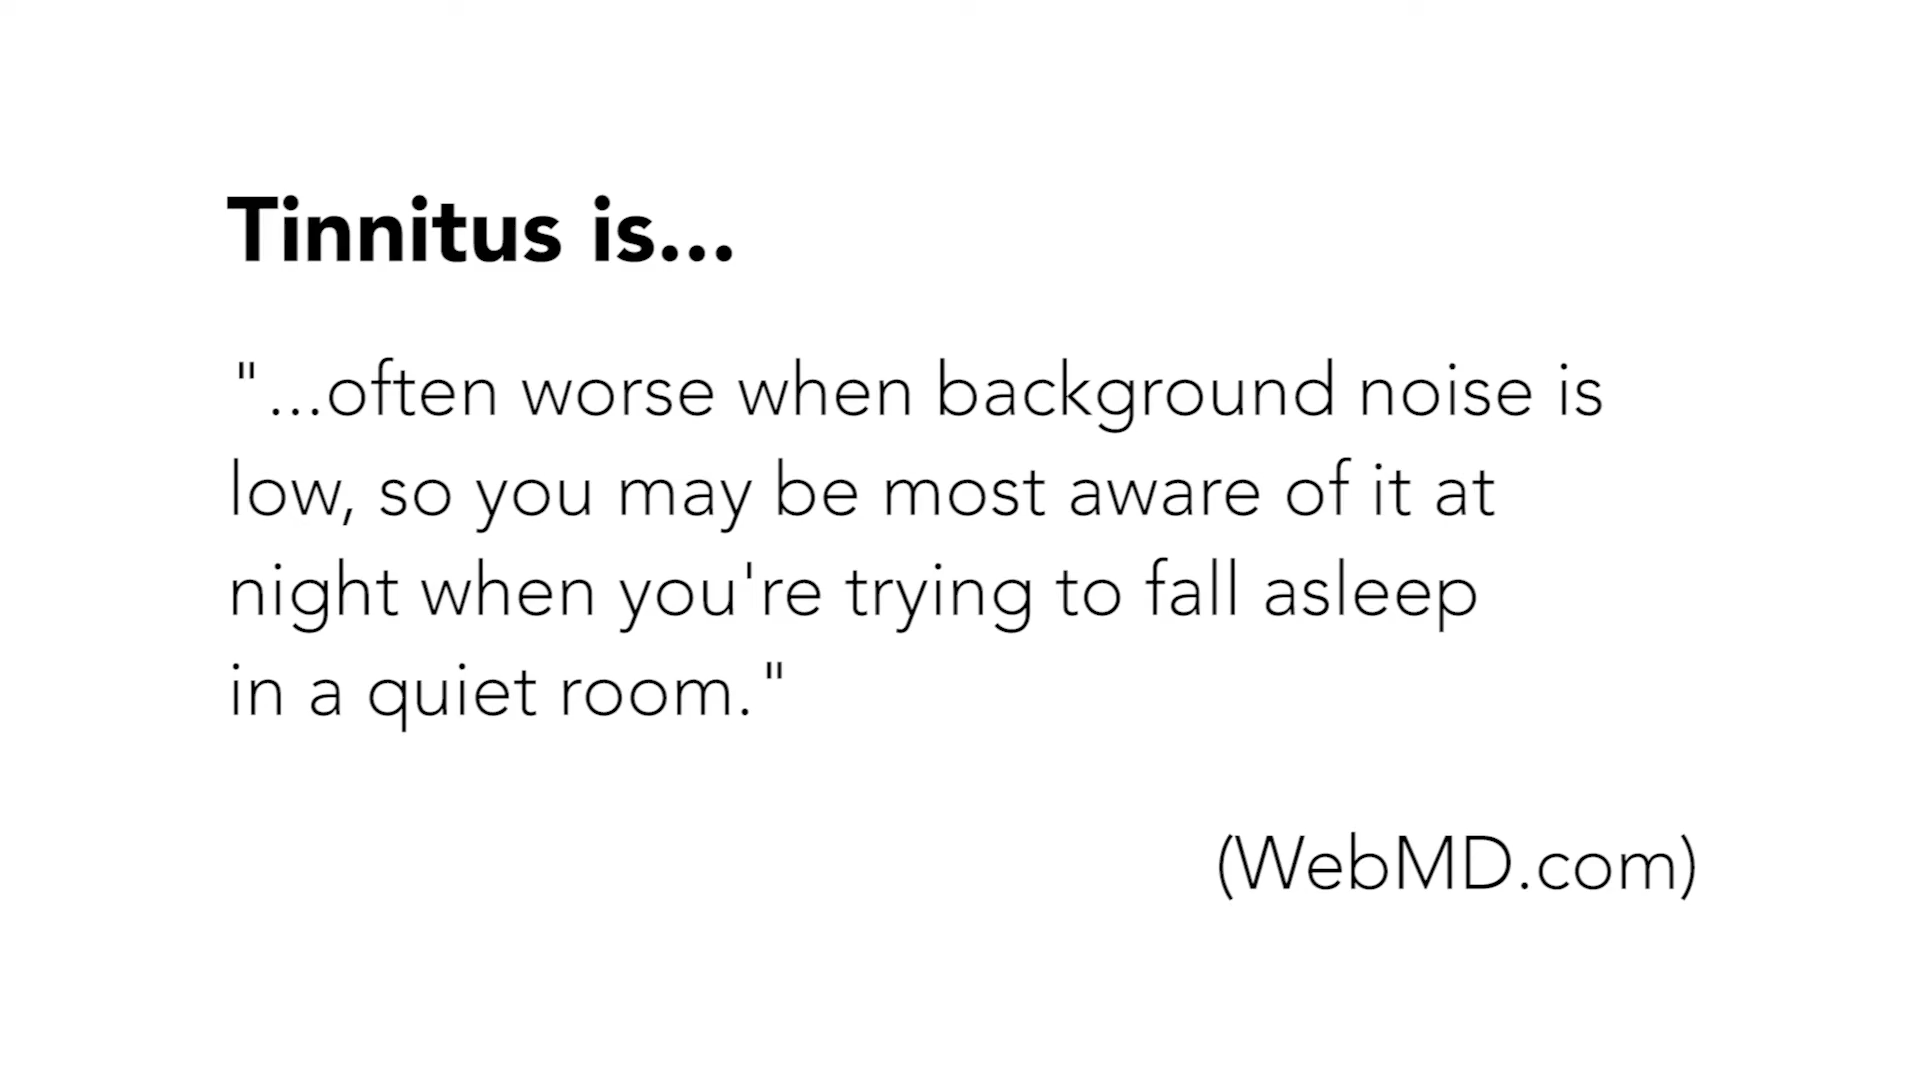 Tinnitus is...
"...often worse when background noise is
low, so you may be most aware of it at
night when you're trying to fall asleep
in a quiet room."
(WebMD.com)